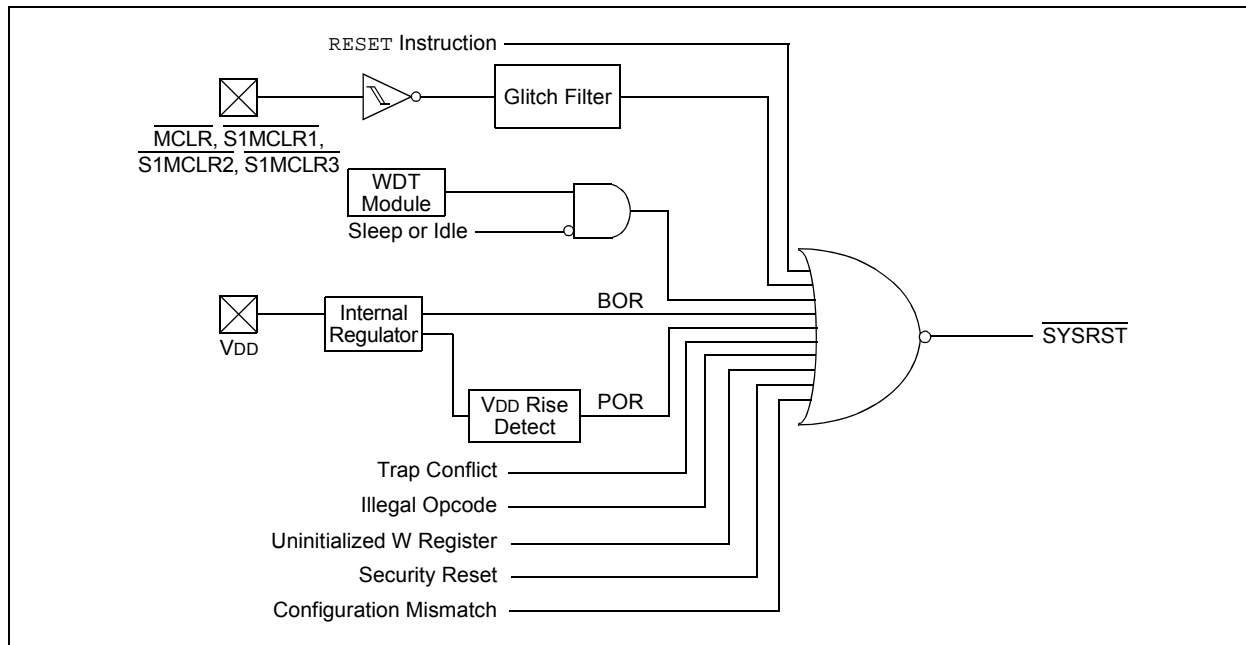 RESET Instruction
Glitch Filter
MCLR, S1MCLR1,
S1MCLR2, S1MCLR3
WDT
Module
Sleep or Idle
BOR
Internal
Regulator
VDD
SYSRST
VDD Rise
Detect
POR
Trap Conflict
Illegal Opcode
Uninitialized W Register
Security Reset
Configuration Mismatch